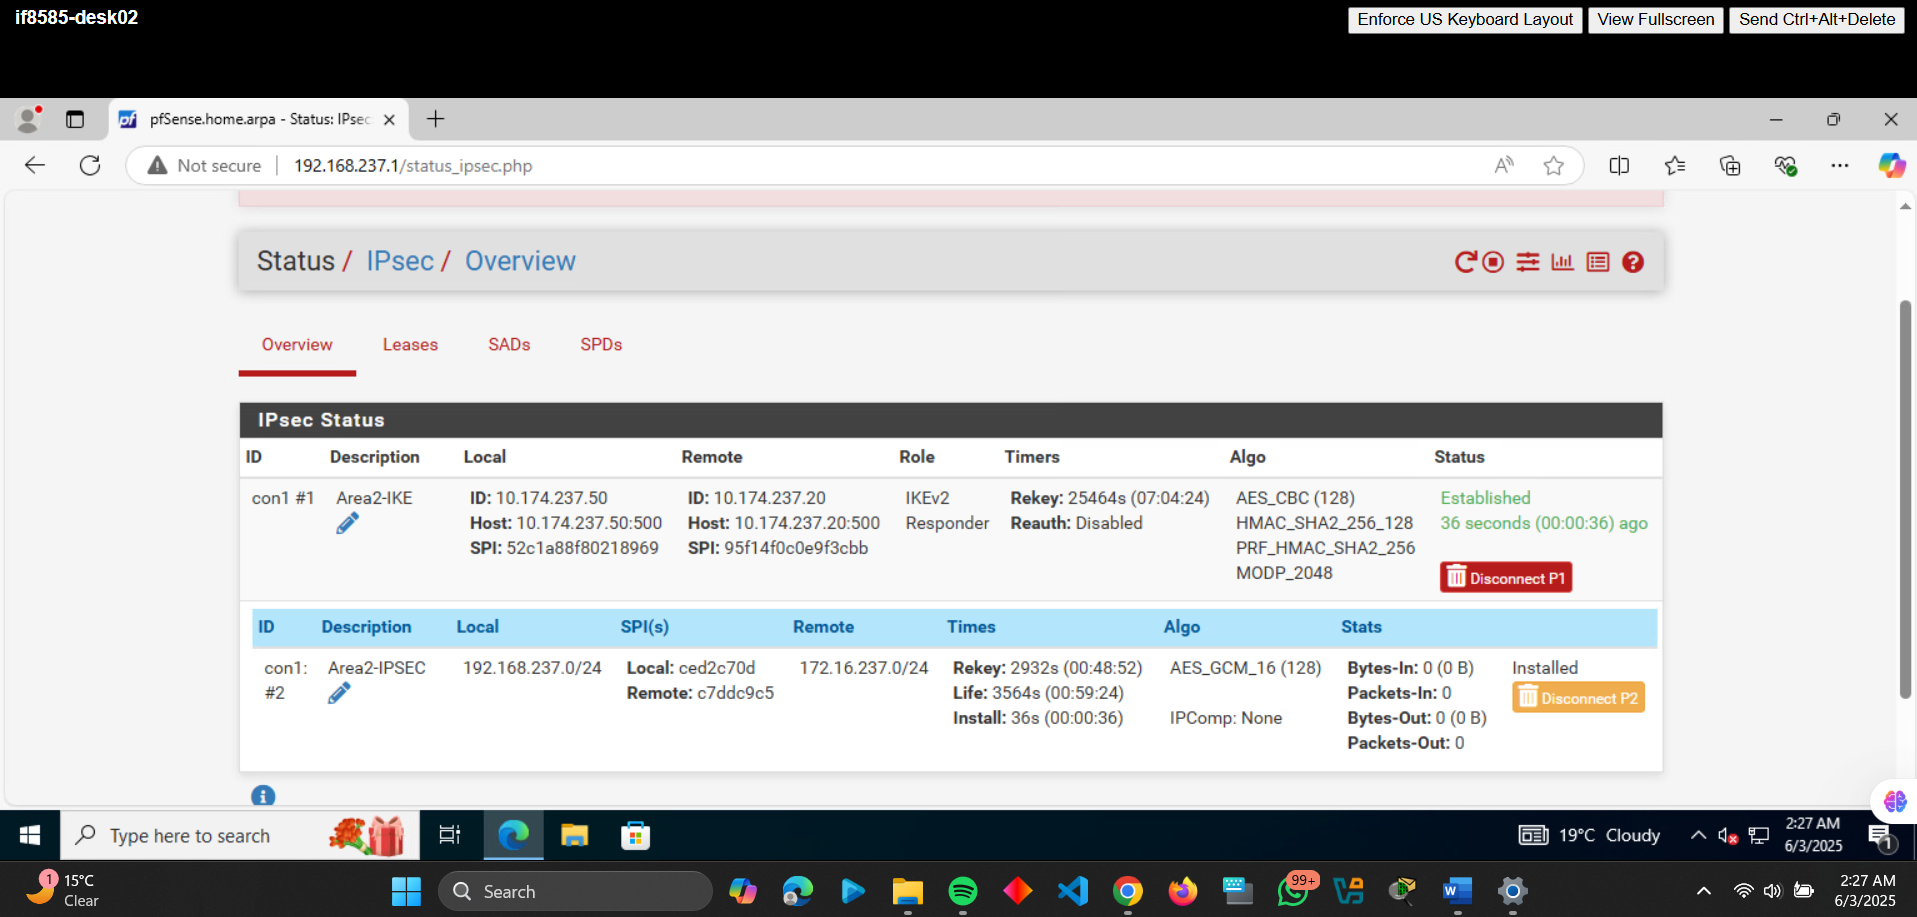 if8585-desk02
Enforce US Keyboard Layout View Fullscreen Send Ctrl+Alt+Delete
pf pfSense.home.arpa - Status: IPsec
Not secure 192.168.237.1/status_ipsec.php
Status / IPsec / Overview
Overview Leases SADs SPDs
IPsec Status
ID Description Local Remote Role Timers Algo Status
con1 #1 Area2-IKE ID: 10.174.237.50 ID: 10.174.237.20 IKEv2 Rekey: 25464s (07:04:24) AES_CBC (128) Established
Host: 10.174.237.50:500 Host: 10.174.237.20:500 Responder Reauth: Disabled HMAC_SHA2_256_128 36 seconds (00:00:36) ago
SPI: 52c1a88f80218969 SPI: 95f14f0c0e9f3cbb PRF_HMAC_SHA2_256
MODP_2048 Disconnect P1
ID Description Local SPI(s) Remote Times Algo Stats
con1: Area2-IPSEC 192.168.237.0/24 Local: ced2c70d 172.16.237.0/24 Rekey: 2932s (00:48:52) AES_GCM_16 (128) Bytes-In: 0 (0 B) Installed
#2 Remote: c7ddc9c5 Life: 3564s (00:59:24) Packets-In: 0 Disconnect P2
Install: 36s (00:00:36) IPComp: None Bytes-Out: 0 (0 B)
Packets-Out: 0
Type here to search 19°C Cloudy 2:27 AM
6/3/2025 1
1 15°C Search 99+ 2:27 AM
Clear 6/3/2025